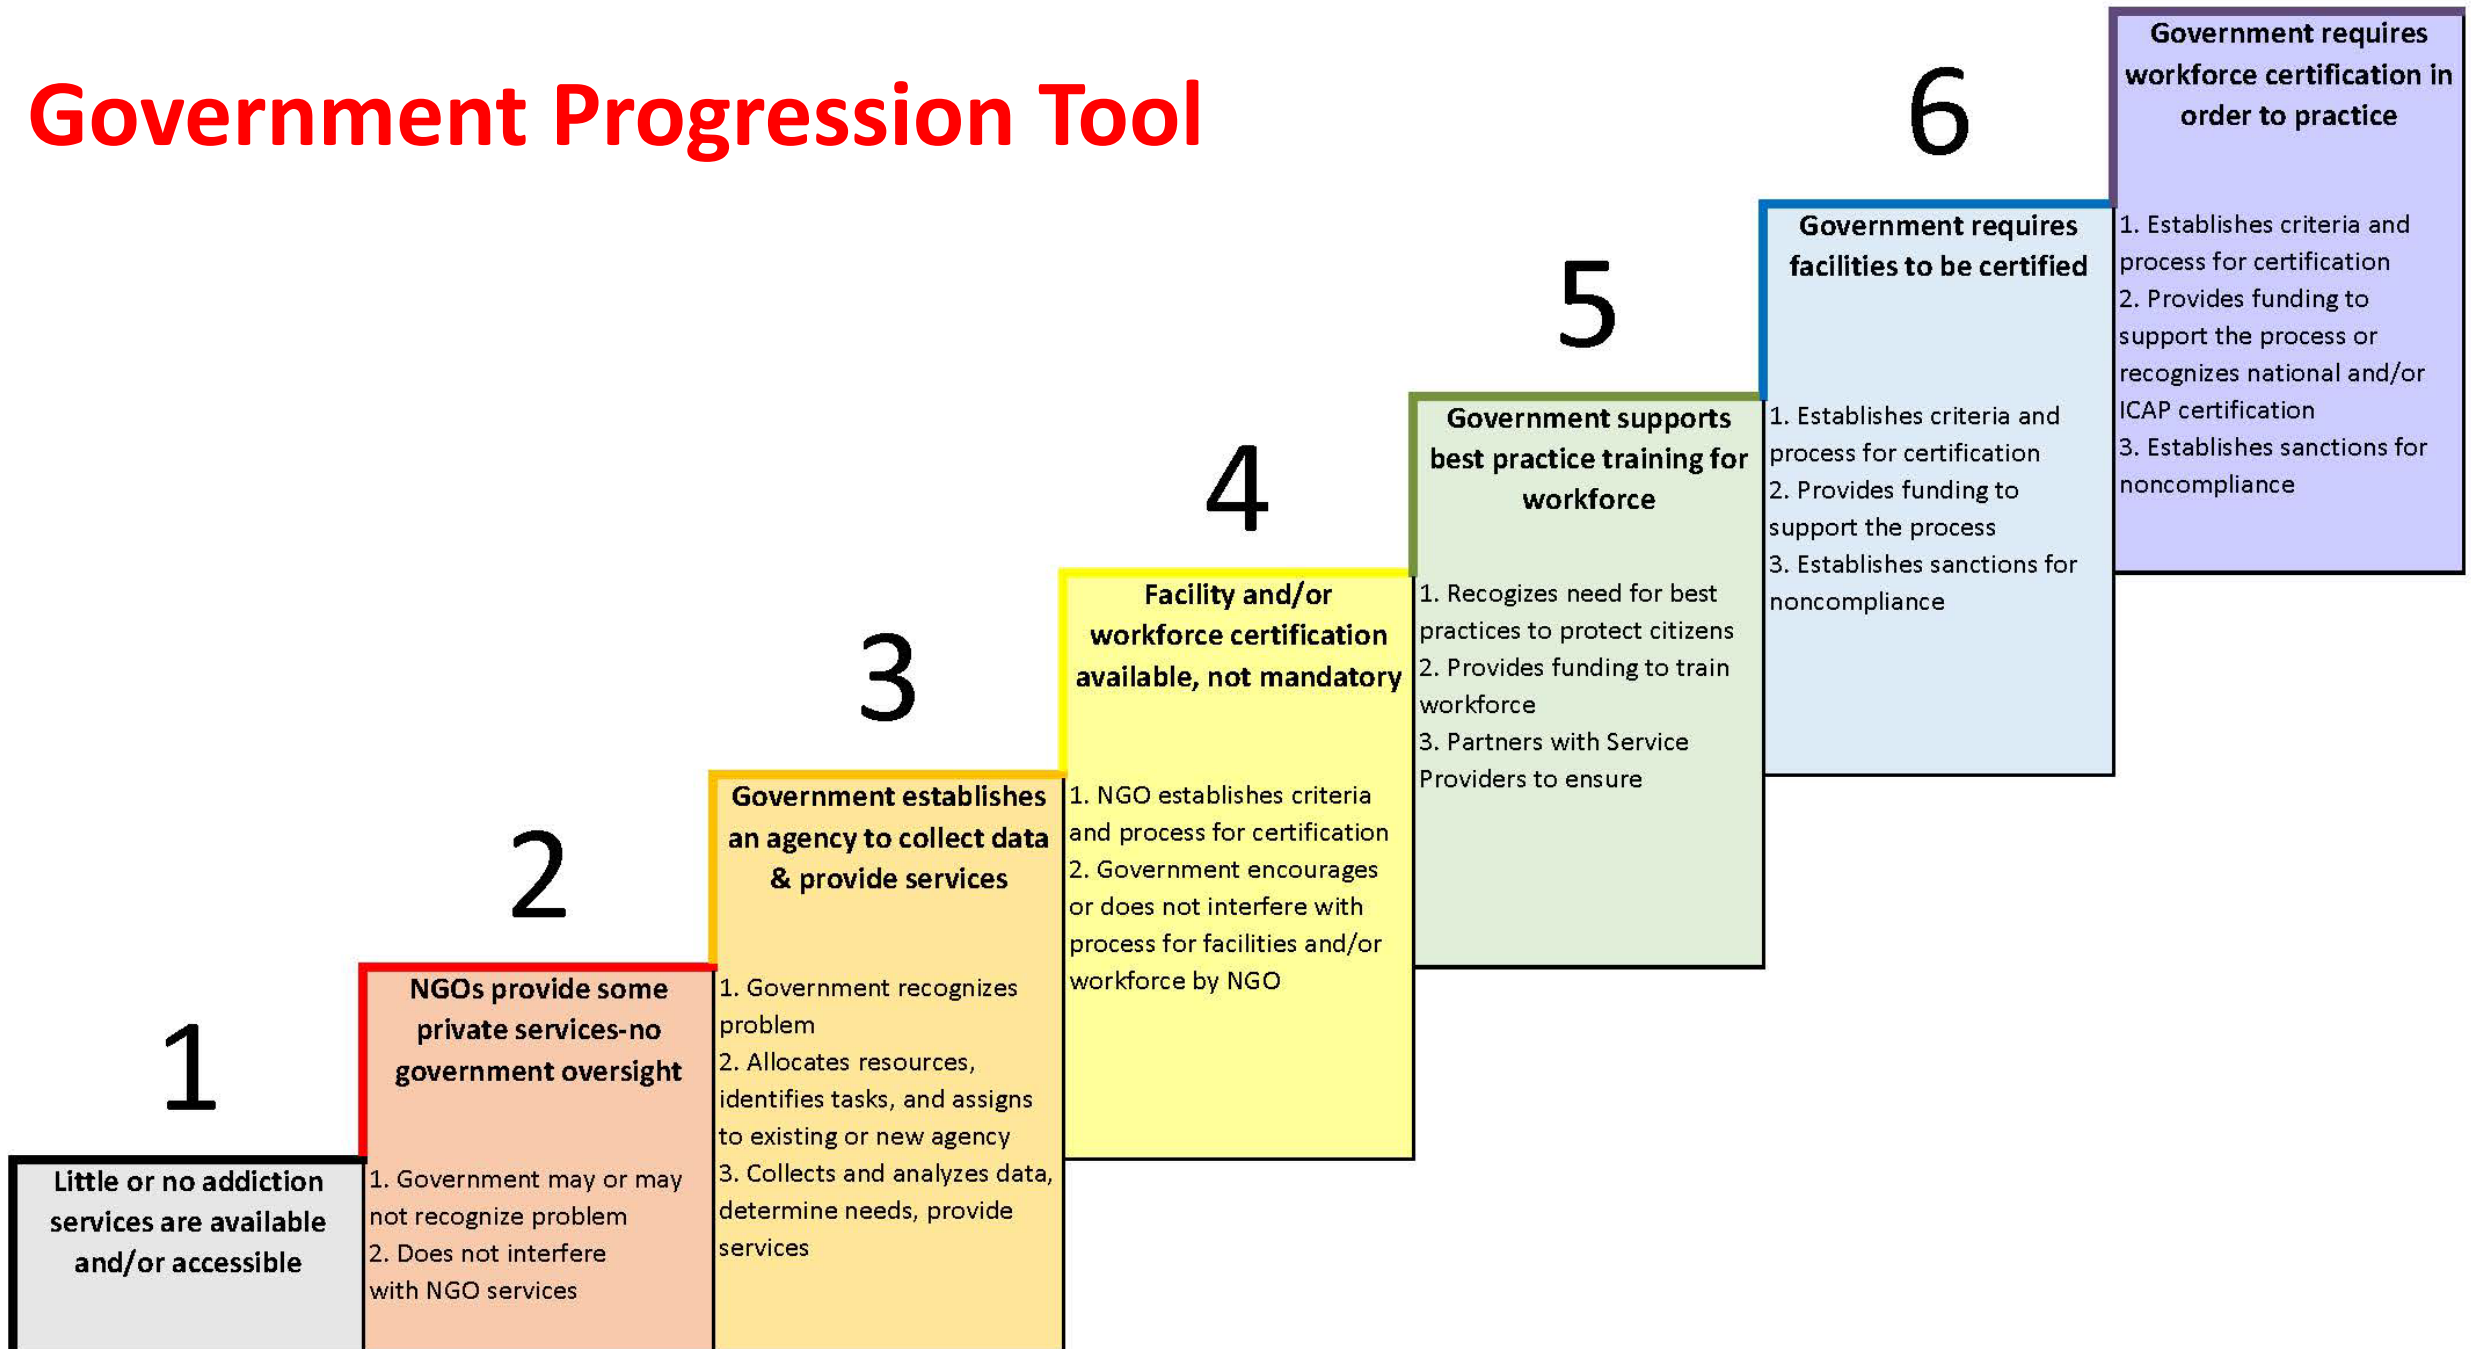 Government Progression Tool
1
Little or no addiction
services are available
and/or accessible
2
NGOs provide some
private services-no
government oversight
1. Government may or may
not recognize problem
2. Does not interfere
with NGO services
3
Government establishes
an agency to collect data
& provide services
1. Government recognizes
problem
2. Allocates resources,
identifies tasks, and assigns
to existing or new agency
3. Collects and analyzes data,
determine needs, provide
services
4
Facility and/or
workforce certification
available, not mandatory
1. NGO establishes criteria
and process for certification
2. Government encourages
or does not interfere with
process for facilities and/or
workforce by NGO
5
Government supports
best practice training for
workforce
1. Recogizes need for best
practices to protect citizens
2. Provides funding to train
workforce
3. Partners with Service
Providers to ensure
6
Government requires
facilities to be certified
1. Establishes criteria and
process for certification
2. Provides funding to
support the process
3. Establishes sanctions for
noncompliance
Government requires
workforce certification in
order to practice
1. Establishes criteria and
process for certification
2. Provides funding to
support the process or
recognizes national and/or
ICAP certification
3. Establishes sanctions for
noncompliance